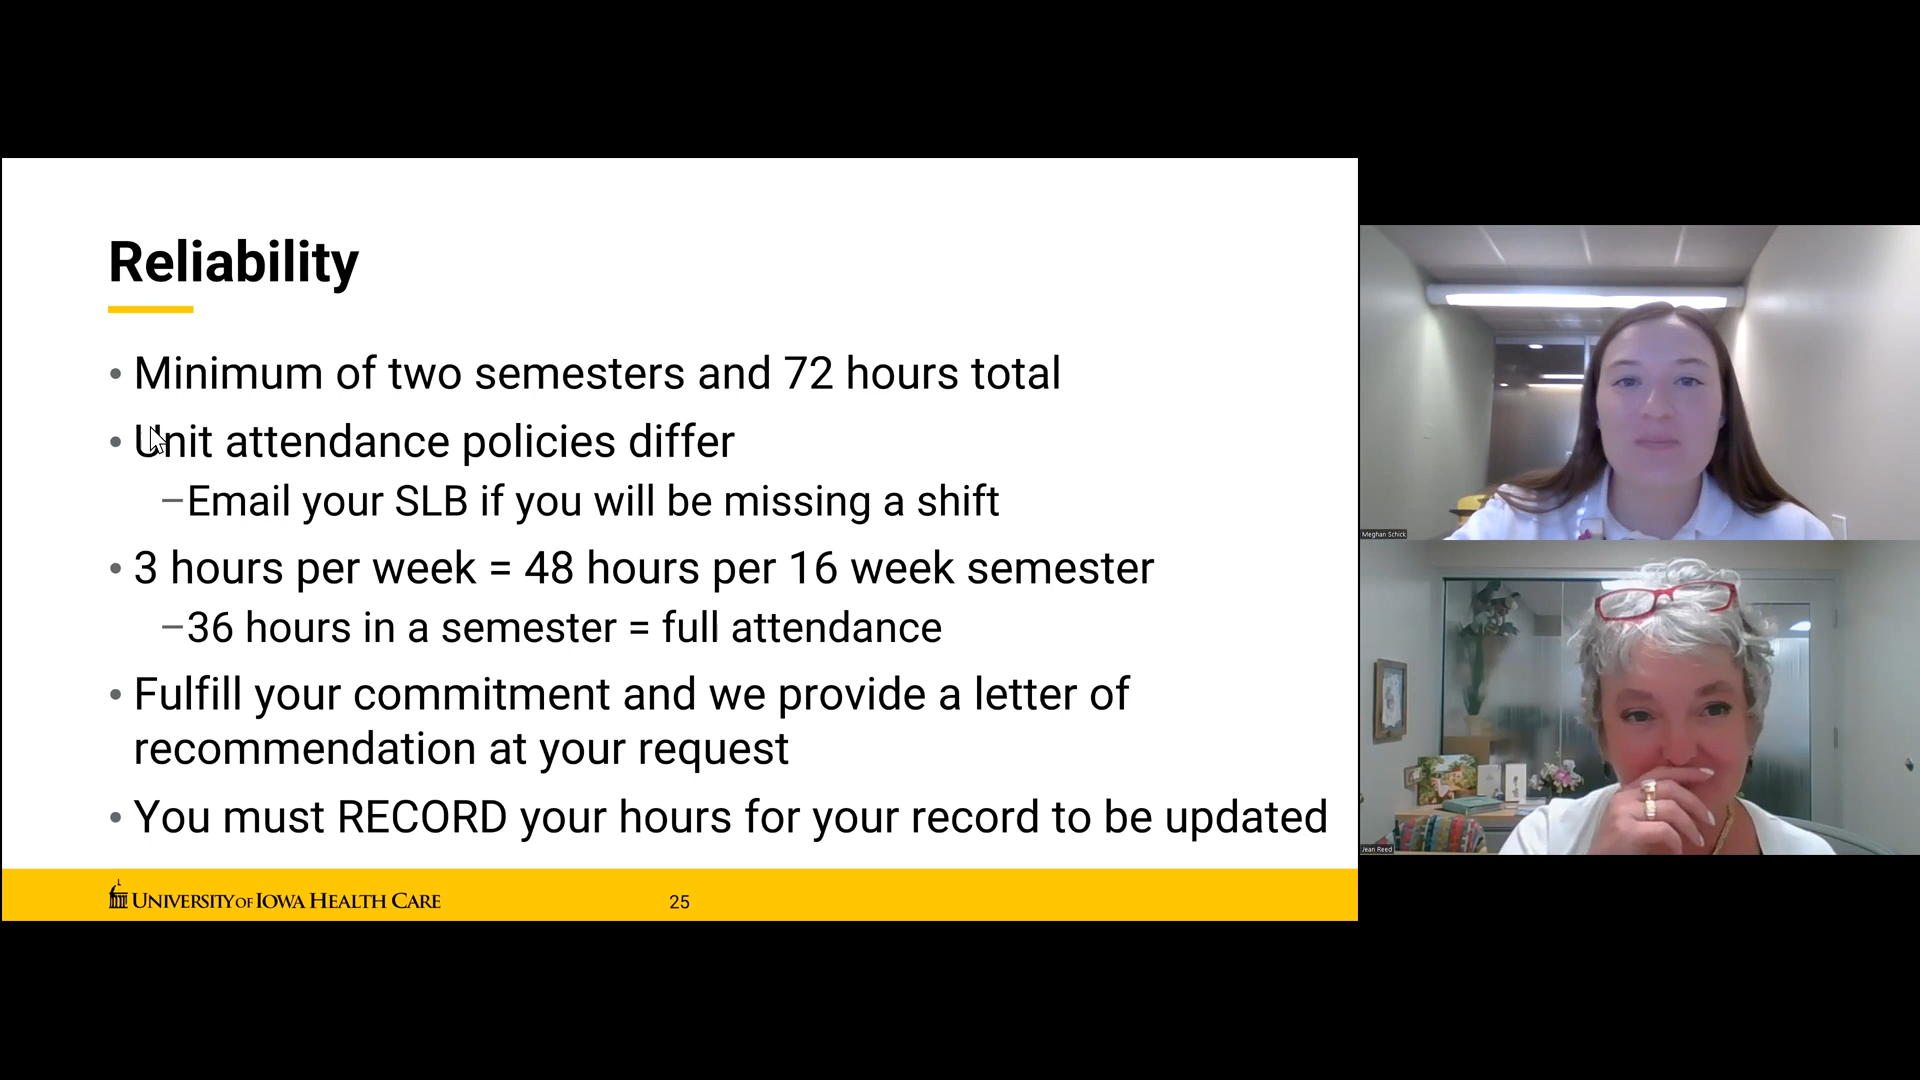 Reliability
• Minimum of two semesters and 72 hours total
• Unit attendance policies differ
–Email your SLB if you will be missing a shift
• 3 hours per week = 48 hours per 16 week semester
–36 hours in a semester = full attendance
• Fulfill your commitment and we provide a letter of
recommendation at your request
• You must RECORD your hours for your record to be updated
UNIVERSITY OF IOWA HEALTH CARE
25
Meghan Schick
Jean Reed